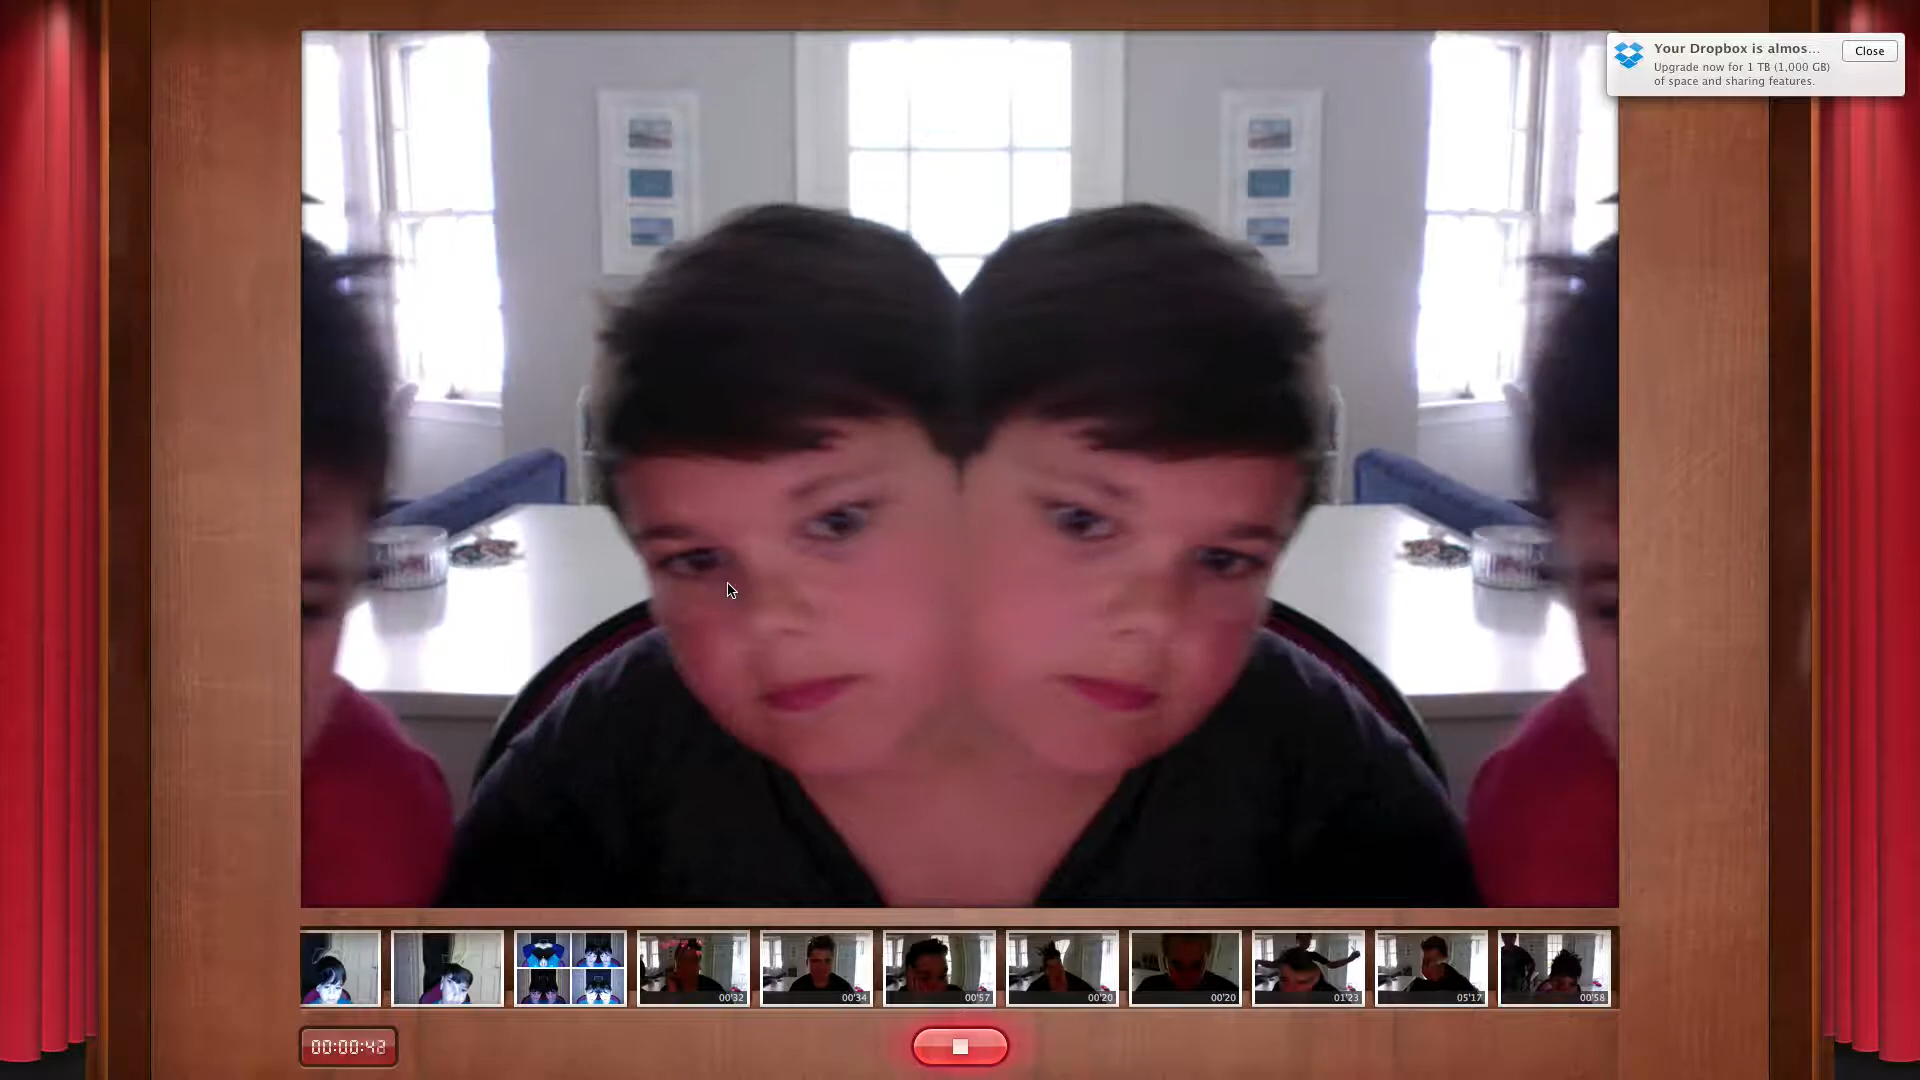 Your Dropbox is almos...
Close
Upgrade now for 1 TB (1,000 GB)
of space and sharing features.
00'32
00'34
00'57
00'20
00'20
01'23
05'17
00'58
00:00:42